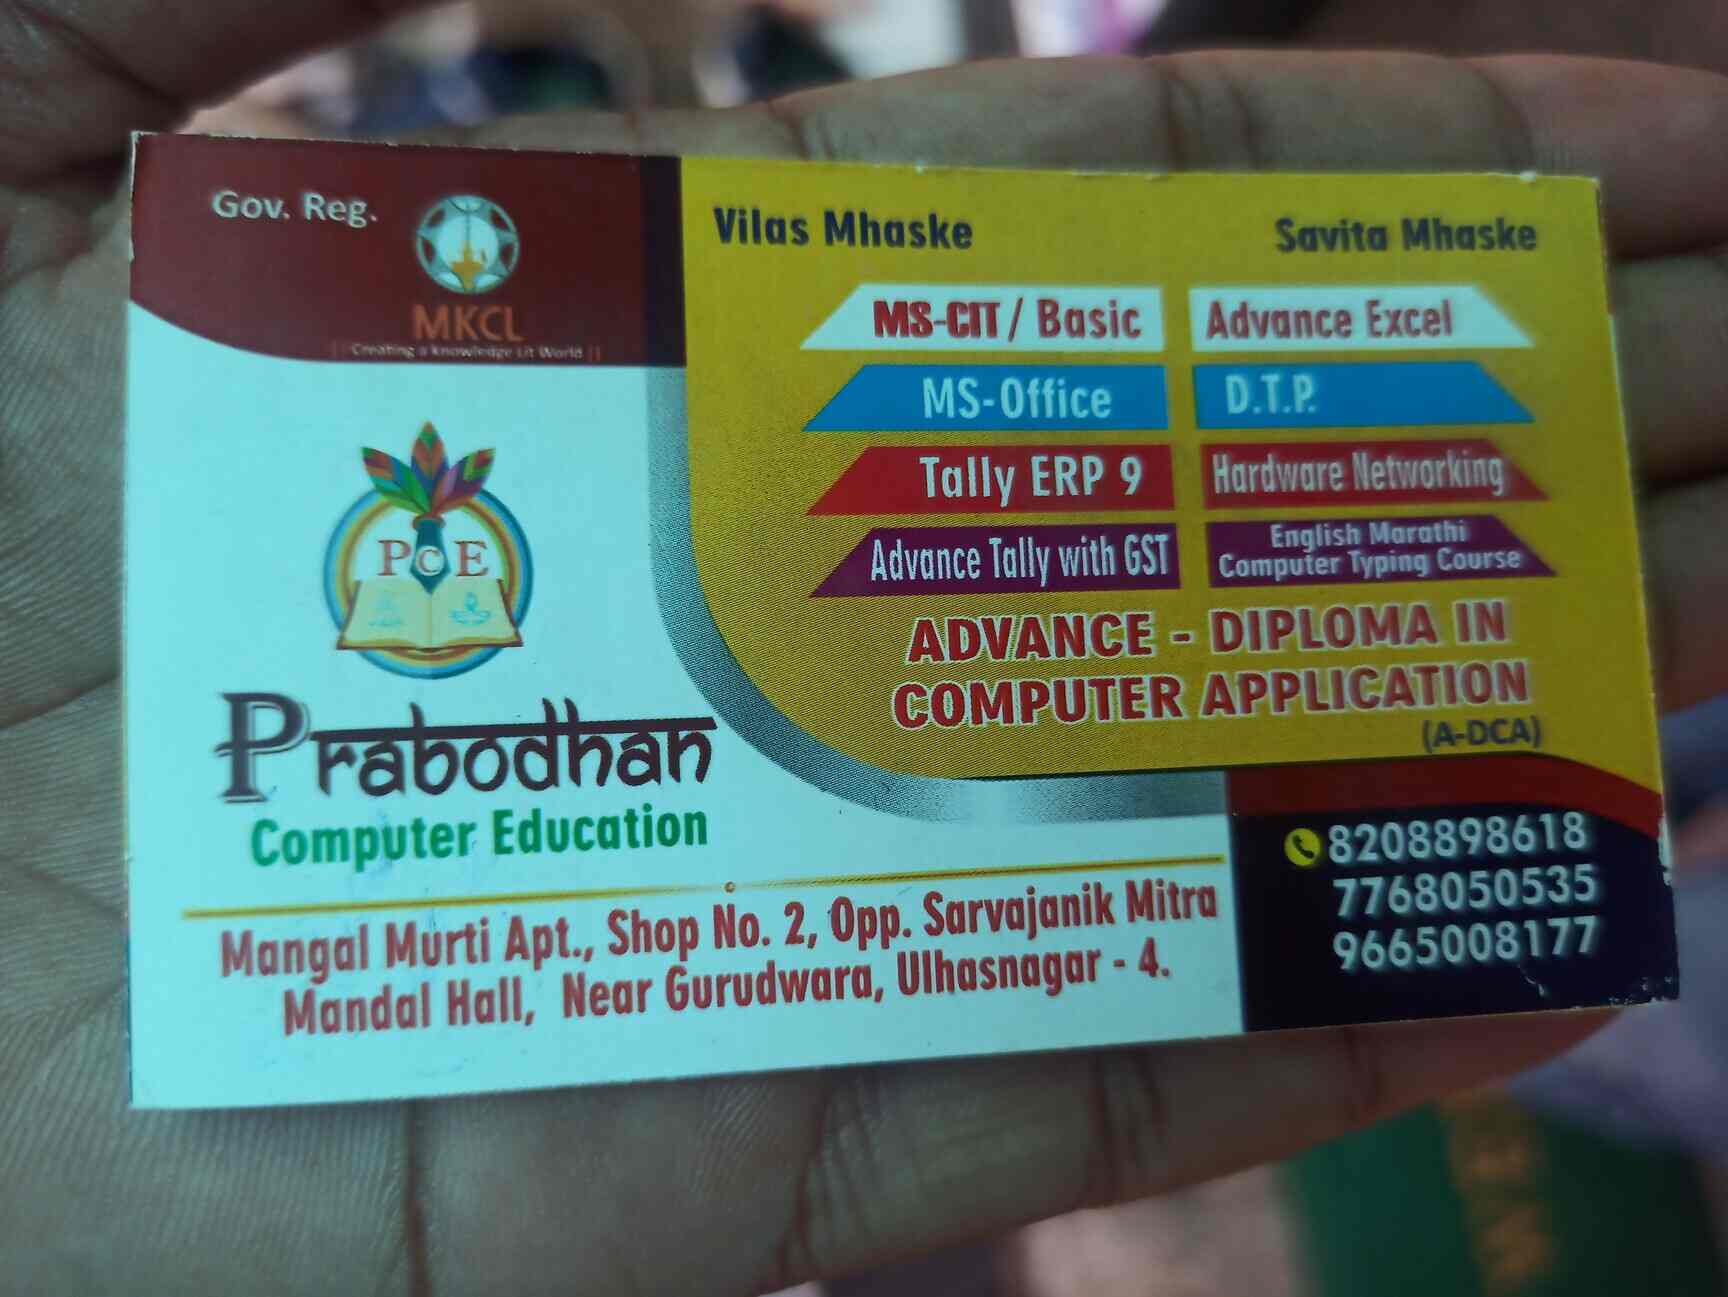 Gov. Reg.
MKCL
|| Creating a Knowledge Lit World ||
PCE
Prabodhan
Computer Education
Mangal Murti Apt., Shop No. 2, Opp. Sarvajanik Mitra
Mandal Hall, Near Gurudwara, Ulhasnagar - 4.
Vilas Mhaske
Savita Mhaske
MS-CIT / Basic
Advance Excel
MS-Office
D.T.P.
Tally ERP 9
Hardware Networking
Advance Tally with GST
English Marathi
Computer Typing Course
ADVANCE - DIPLOMA IN
COMPUTER APPLICATION
(A-DCA)
8208898618
7768050535
9665008177